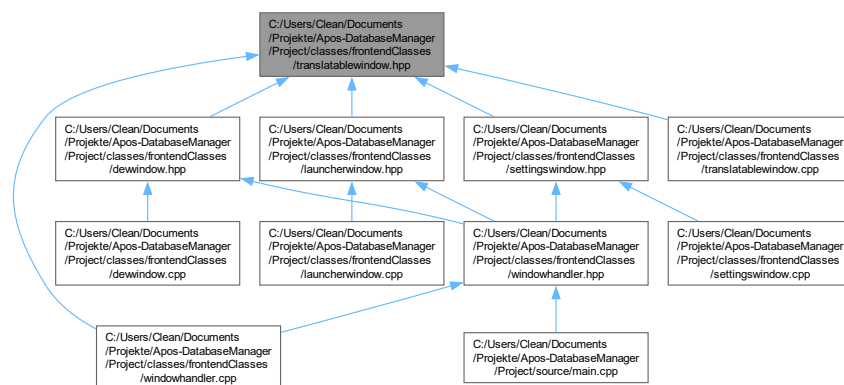 C:/Users/Clean/Documents
/Projekte/Apos-DatabaseManager
/Project/classes/frontendClasses
/translatablewindow.hpp
C:/Users/Clean/Documents
/Projekte/Apos-DatabaseManager
/Project/classes/frontendClasses
/dewindow.hpp
C:/Users/Clean/Documents
/Projekte/Apos-DatabaseManager
/Project/classes/frontendClasses
/launcherwindow.hpp
C:/Users/Clean/Documents
/Projekte/Apos-DatabaseManager
/Project/classes/frontendClasses
/settingswindow.hpp
C:/Users/Clean/Documents
/Projekte/Apos-DatabaseManager
/Project/classes/frontendClasses
/translatablewindow.cpp
C:/Users/Clean/Documents
/Projekte/Apos-DatabaseManager
/Project/classes/frontendClasses
/dewindow.cpp
C:/Users/Clean/Documents
/Projekte/Apos-DatabaseManager
/Project/classes/frontendClasses
/launcherwindow.cpp
C:/Users/Clean/Documents
/Projekte/Apos-DatabaseManager
/Project/classes/frontendClasses
/windowhandler.hpp
C:/Users/Clean/Documents
/Projekte/Apos-DatabaseManager
/Project/classes/frontendClasses
/settingswindow.cpp
C:/Users/Clean/Documents
/Projekte/Apos-DatabaseManager
/Project/classes/frontendClasses
/windowhandler.cpp
C:/Users/Clean/Documents
/Projekte/Apos-DatabaseManager
/Project/source/main.cpp